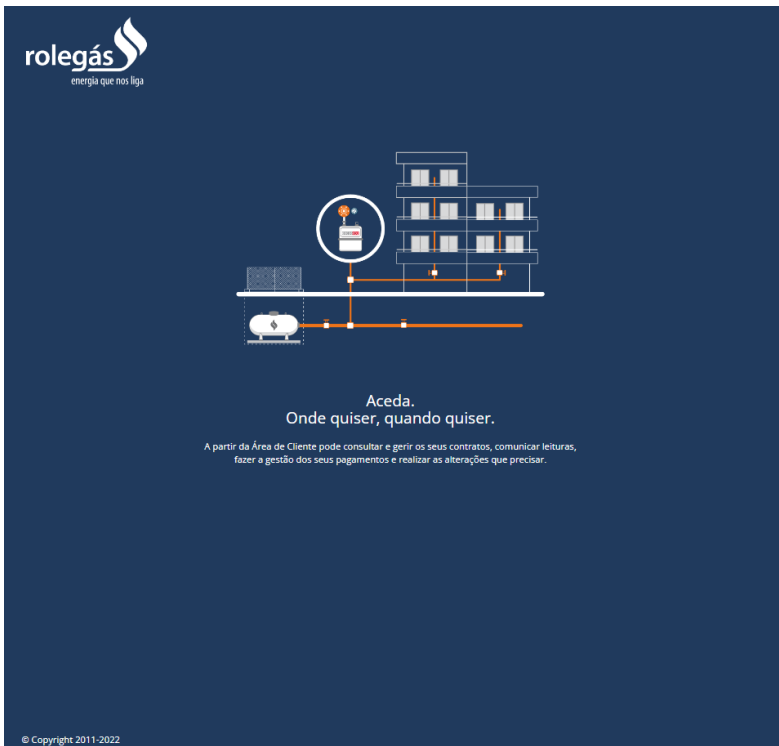 rolegás
energia que nos liga
Aceda.
Onde quiser, quando quiser.
A partir da Área de Cliente pode consultar e gerir os seus contratos, comunicar leituras,
fazer a gestão dos seus pagamentos e realizar as alterações que precisar.
© Copyright 2011-2022